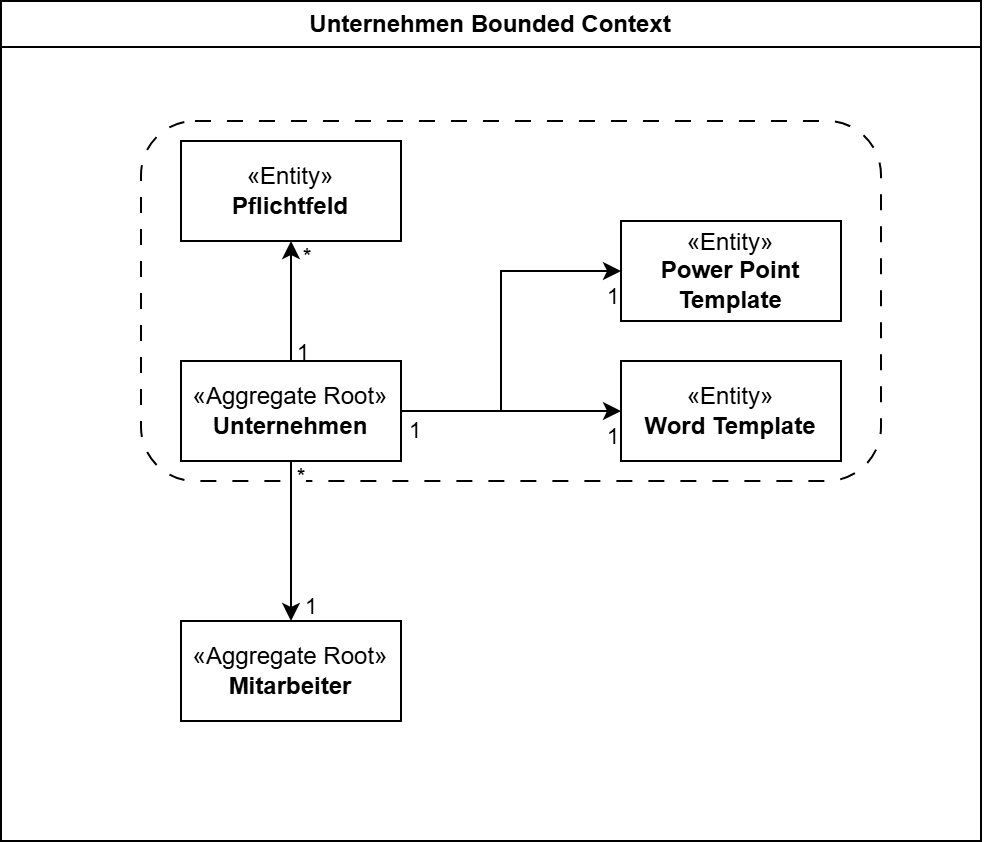 Unternehmen Bounded Context
«Entity»
Pflichtfeld
*
«Entity»
Power Point
Template
1
1
«Aggregate Root»
Unternehmen
1
«Entity»
Word Template
1
*
1
«Aggregate Root»
Mitarbeiter